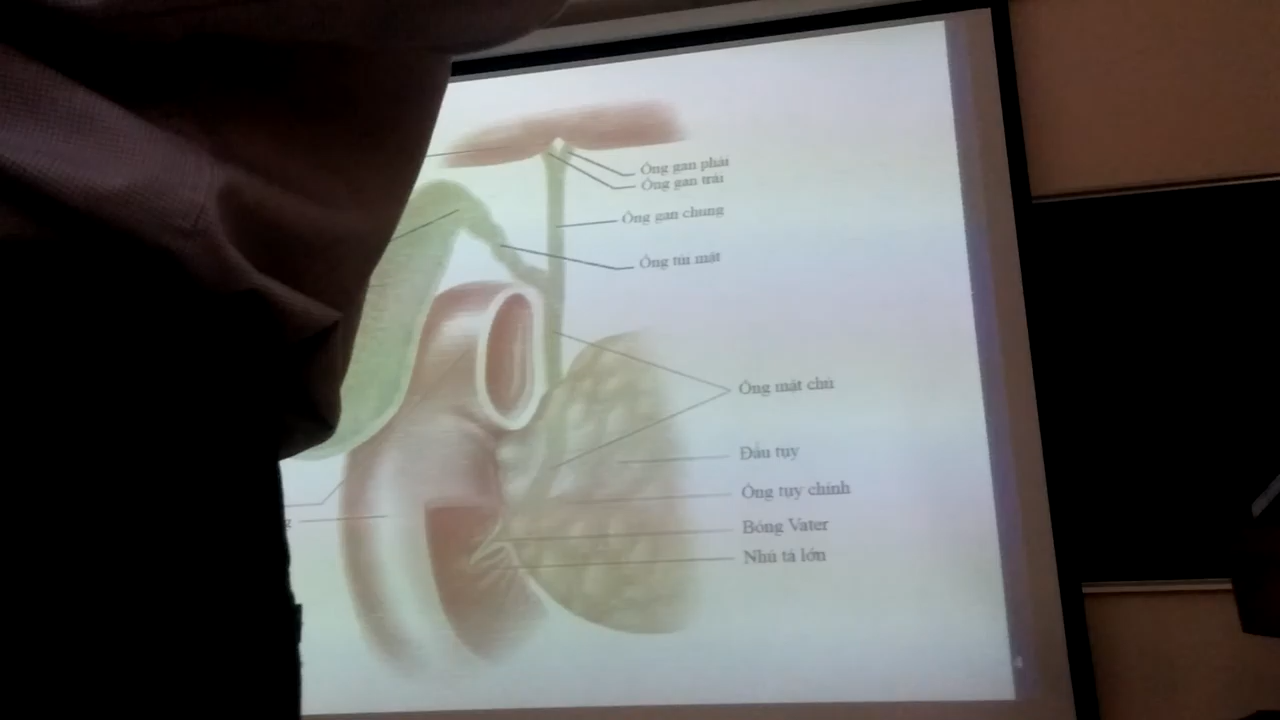 Ống gan phải
Ống gan trái
Ống gan chung
Ống túi mật
Ống mật chủ
Đầu tụy
Ống tụy chính
Bóng Vater
Nhú tá lớn